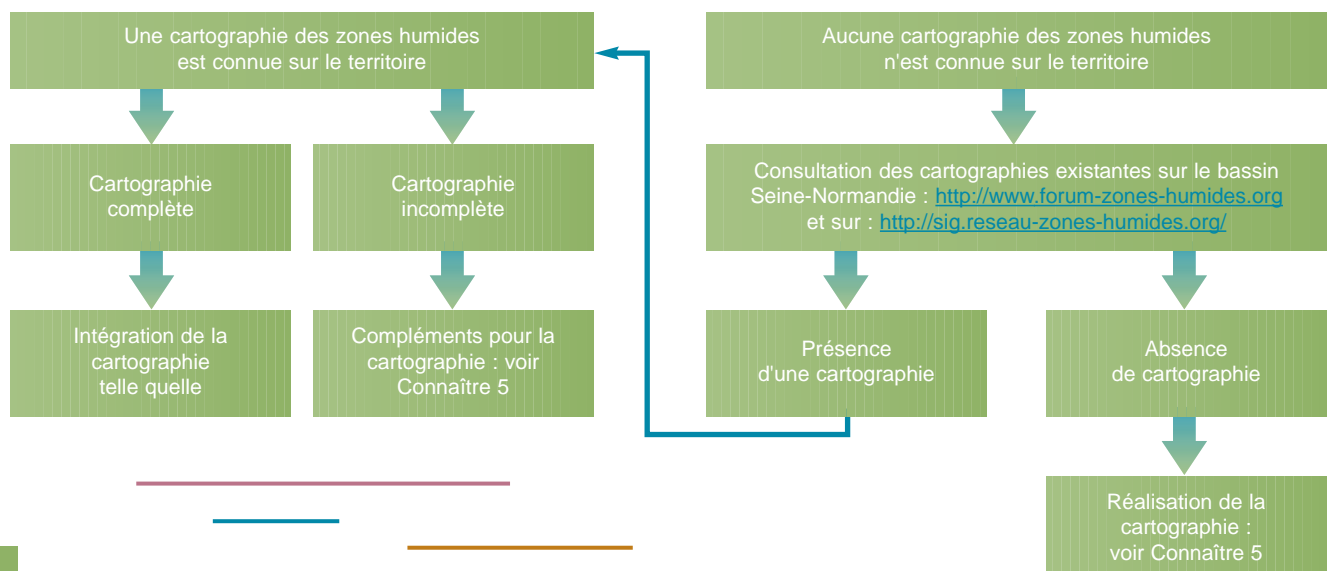 Une cartographie des zones humides
est connue sur le territoire
Cartographie
complète
Cartographie
incomplète
Intégration de la
cartographie
telle quelle
Compléments pour la
cartographie : voir
Connaître 5
Aucune cartographie des zones humides
n'est connue sur le territoire
Consultation des cartographies existantes sur le bassin
Seine-Normandie : http://www.forum-zones-humides.org
et sur : http://sig.reseau-zones-humides.org/
Présence
d'une cartographie
Absence
de cartographie
Réalisation de la
cartographie :
voir Connaître 5